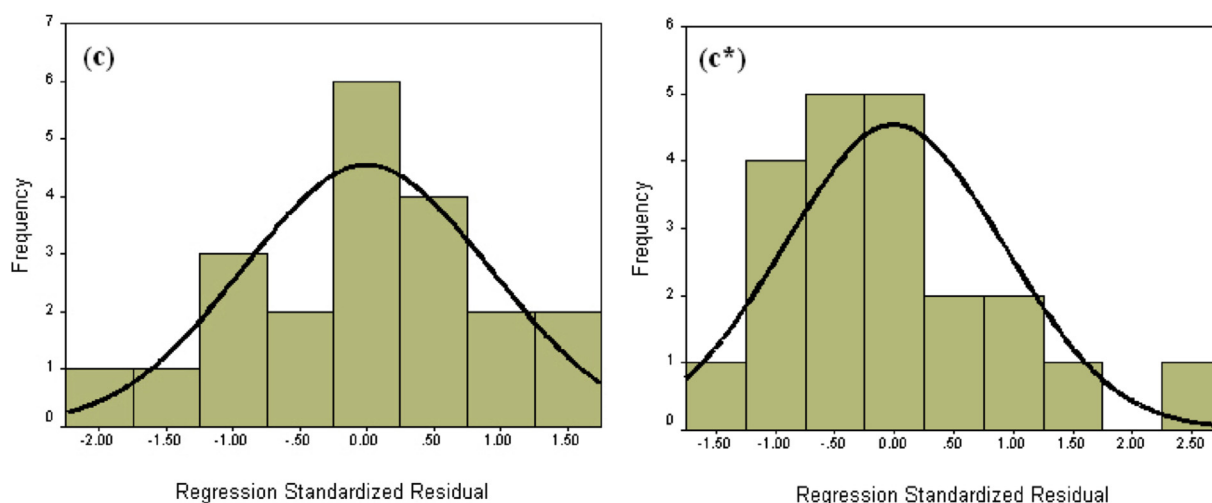 (c)
7
6
5
4
3
2
1
0
Frequency
-2.00 -1.50 -1.00 -.50 0.00 .50 1.00 1.50
Regression Standardized Residual
(c*)
6
5
4
3
2
1
0
Frequency
-1.50 -1.00 -.50 0.00 .50 1.00 1.50 2.00 2.50
Regression Standardized Residual